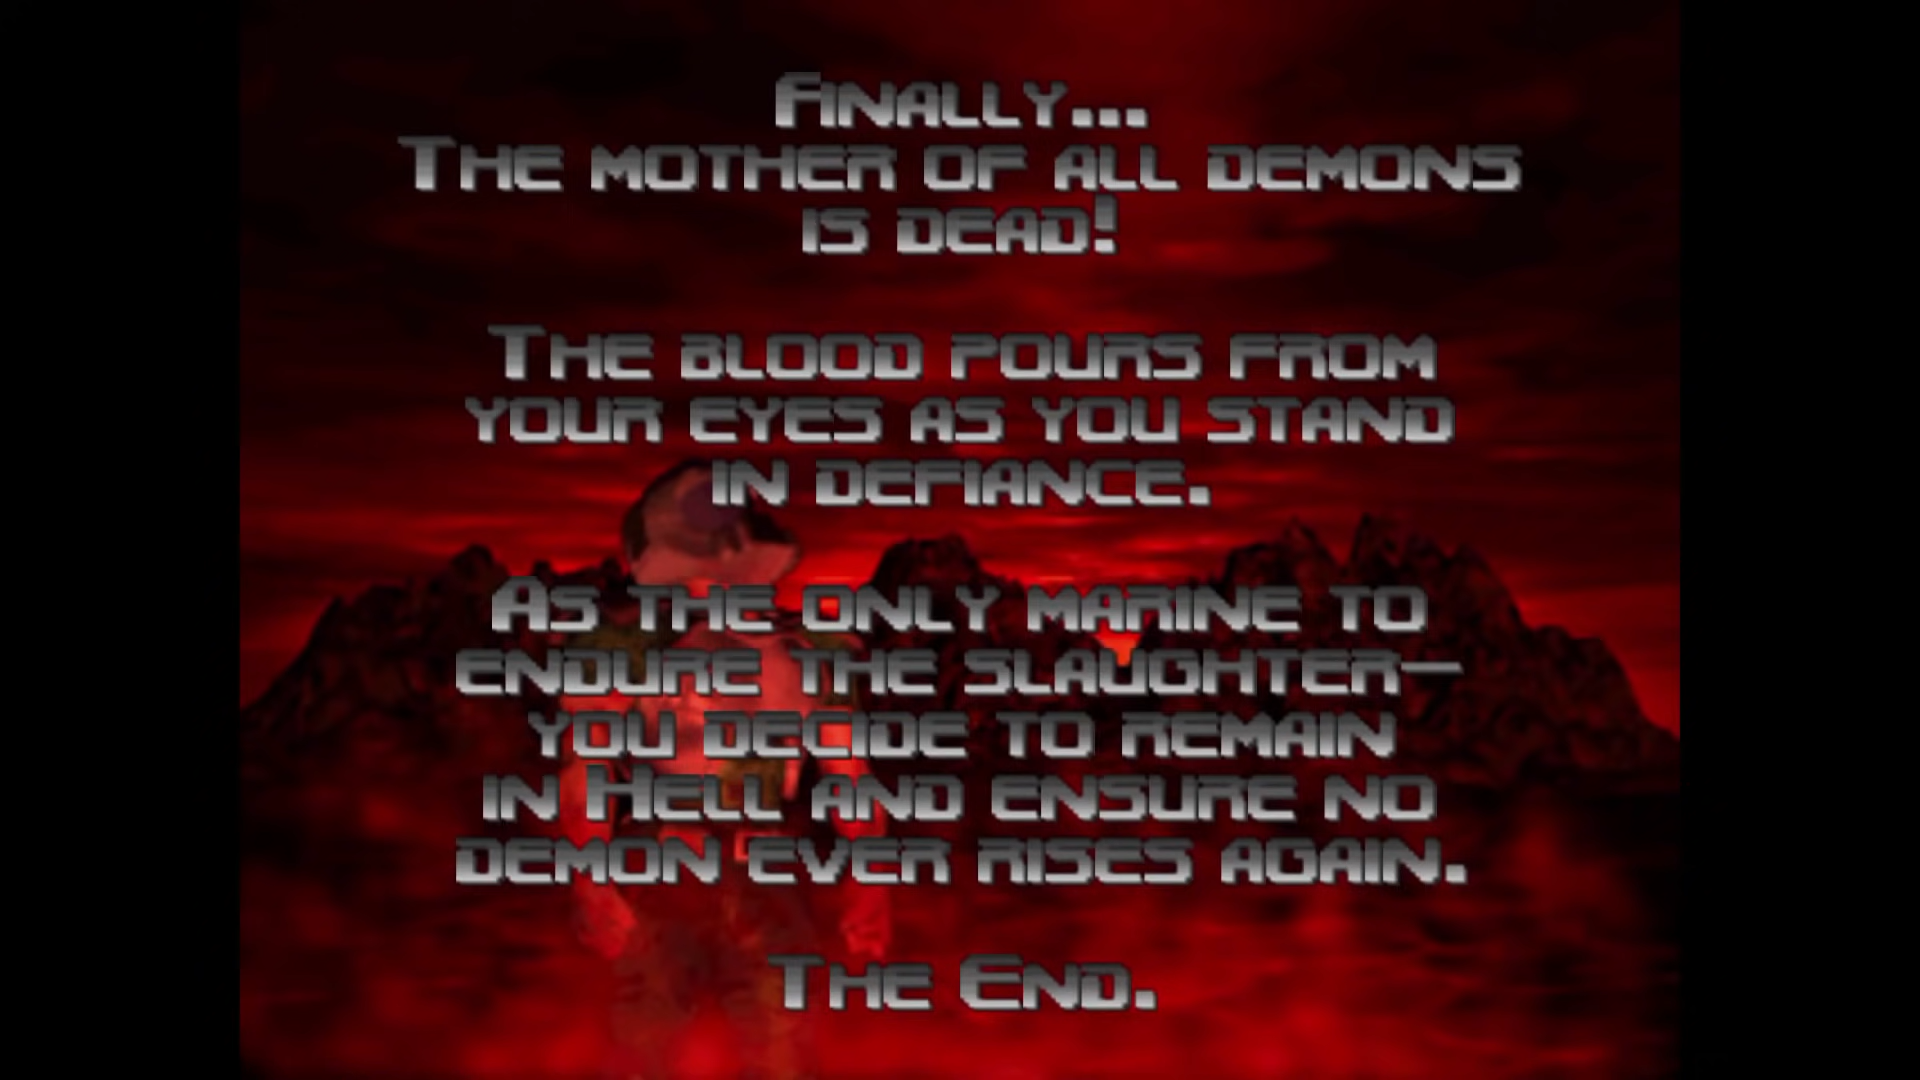 Finally...
The mother of all demons
is dead!
The blood pours from
your eyes as you stand
in defiance.
As the only marine to
endure the slaughter—
you decide to remain
in Hell and ensure no
demon ever rises again.
The End.